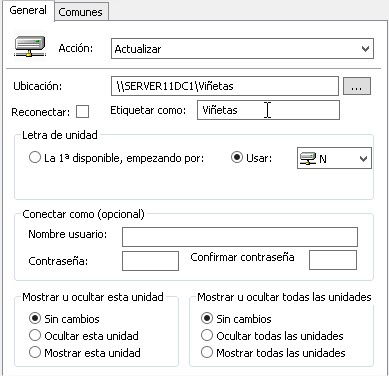 General Comunes
Acción: Actualizar
Ubicación: \\SERVER11DC1\Viñetas ...
Reconectar: Etiquetar como: Viñetas
Letra de unidad
La 1ª disponible, empezando por: Usar: N
Conectar como (opcional)
Nombre usuario:
Contraseña: Confirmar contraseña
Mostrar u ocultar esta unidad Mostrar u ocultar todas las unidades
Sin cambios Sin cambios
Ocultar esta unidad Ocultar todas las unidades
Mostrar esta unidad Mostrar todas las unidades